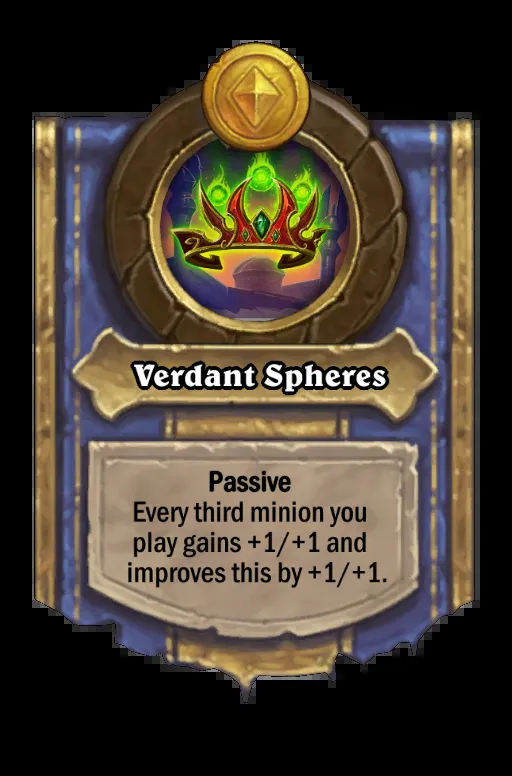 Verdant Spheres
Passive
Every third minion you
play gains +1/+1 and
improves this by +1/+1.